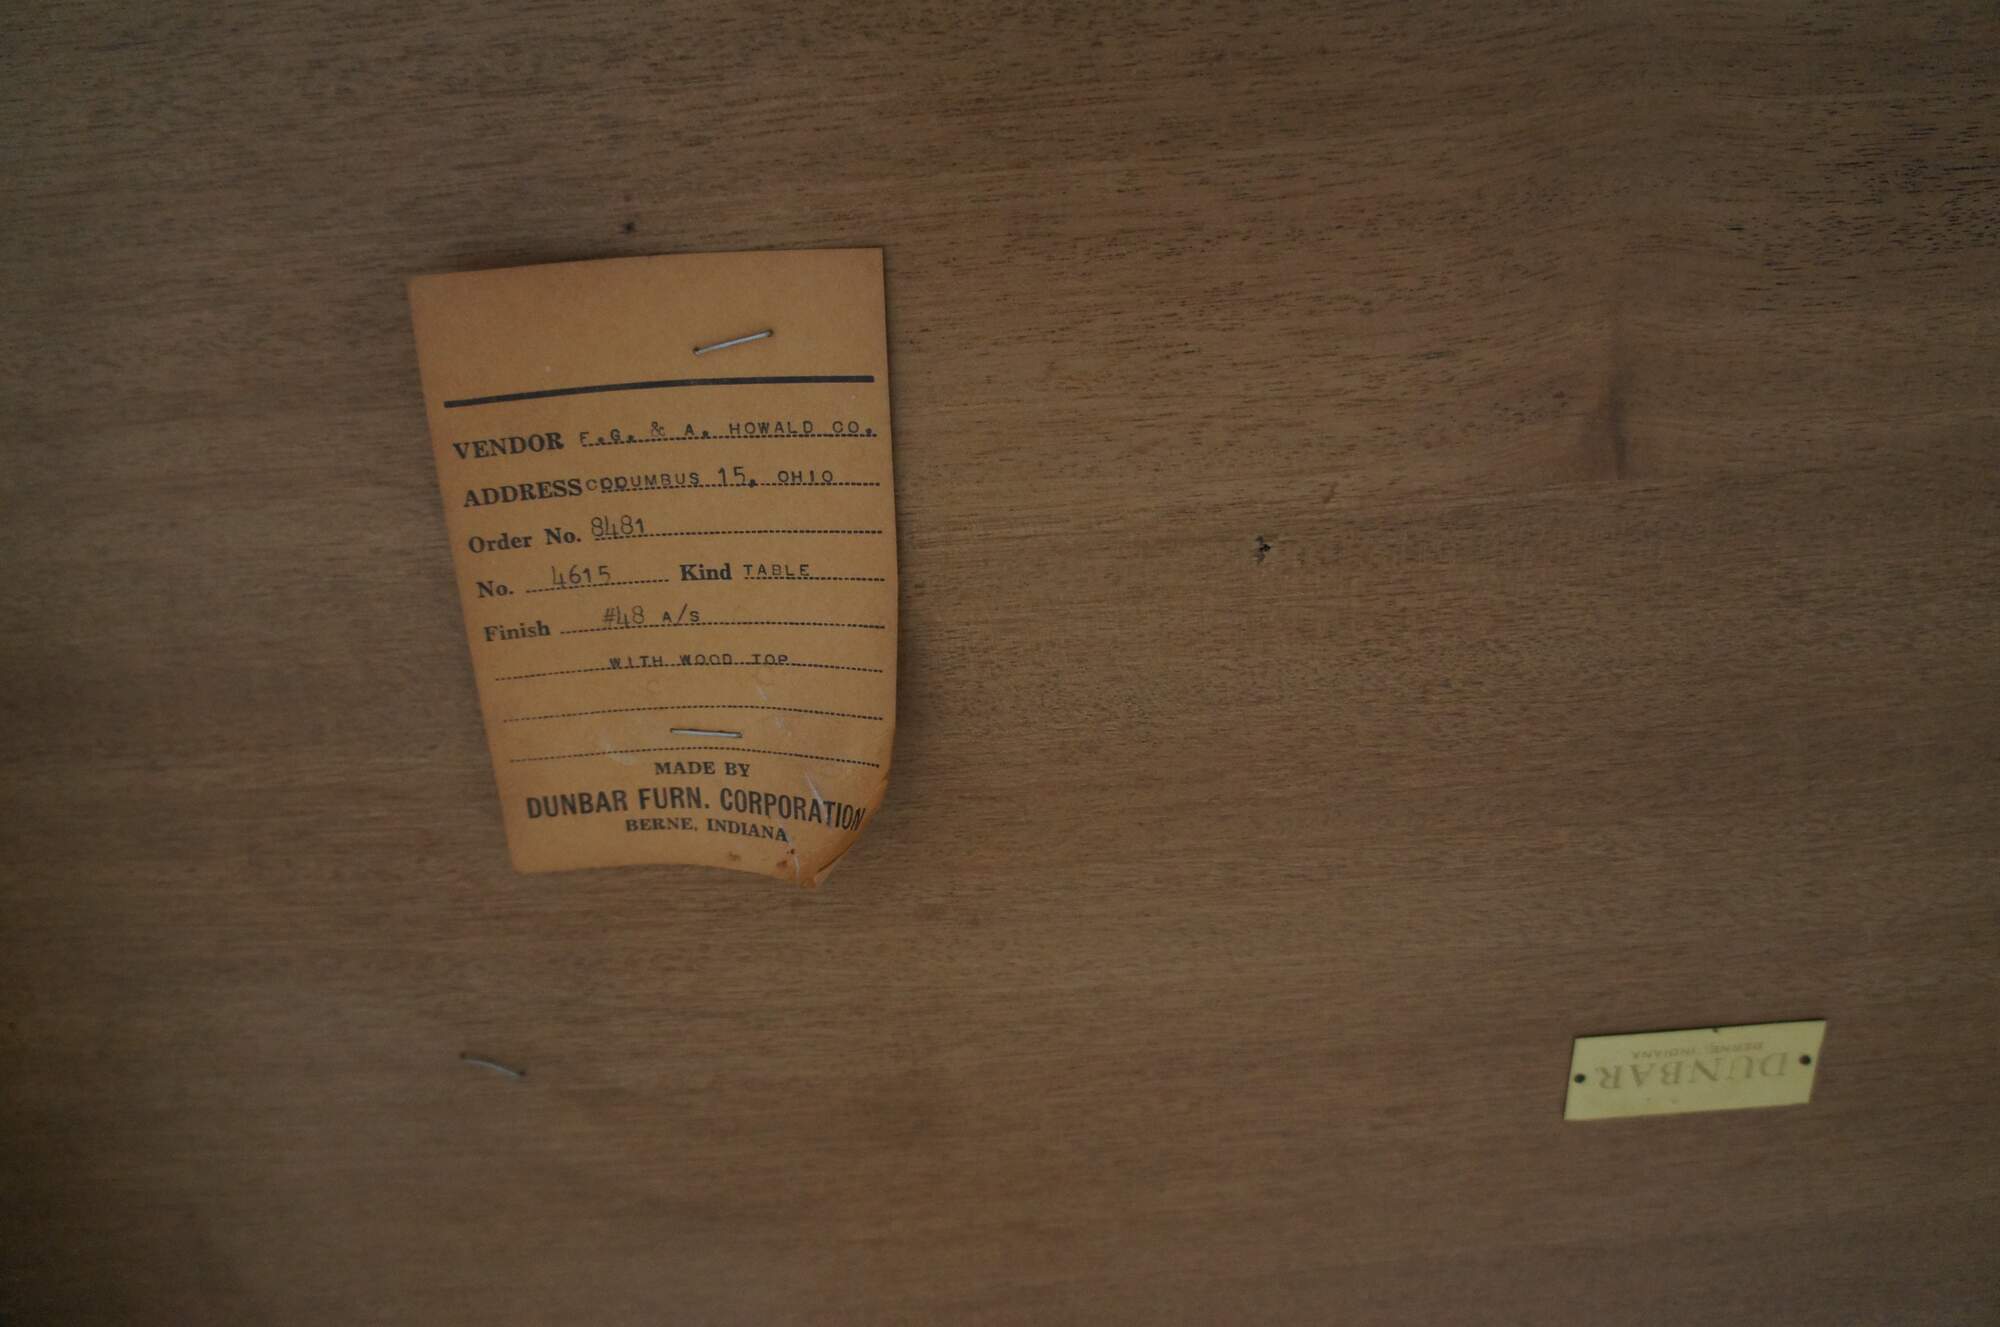 VENDOR F.G. & A. HOWALD CO.
ADDRESS COLUMBUS 15, OHIO
Order No. 8481
No. 4615 Kind TABLE
Finish #48 A/S
WITH WOOD TOP
MADE BY
DUNBAR FURN. CORPORATION
BERNE, INDIANA
DUNBAR
BERNE, INDIANA